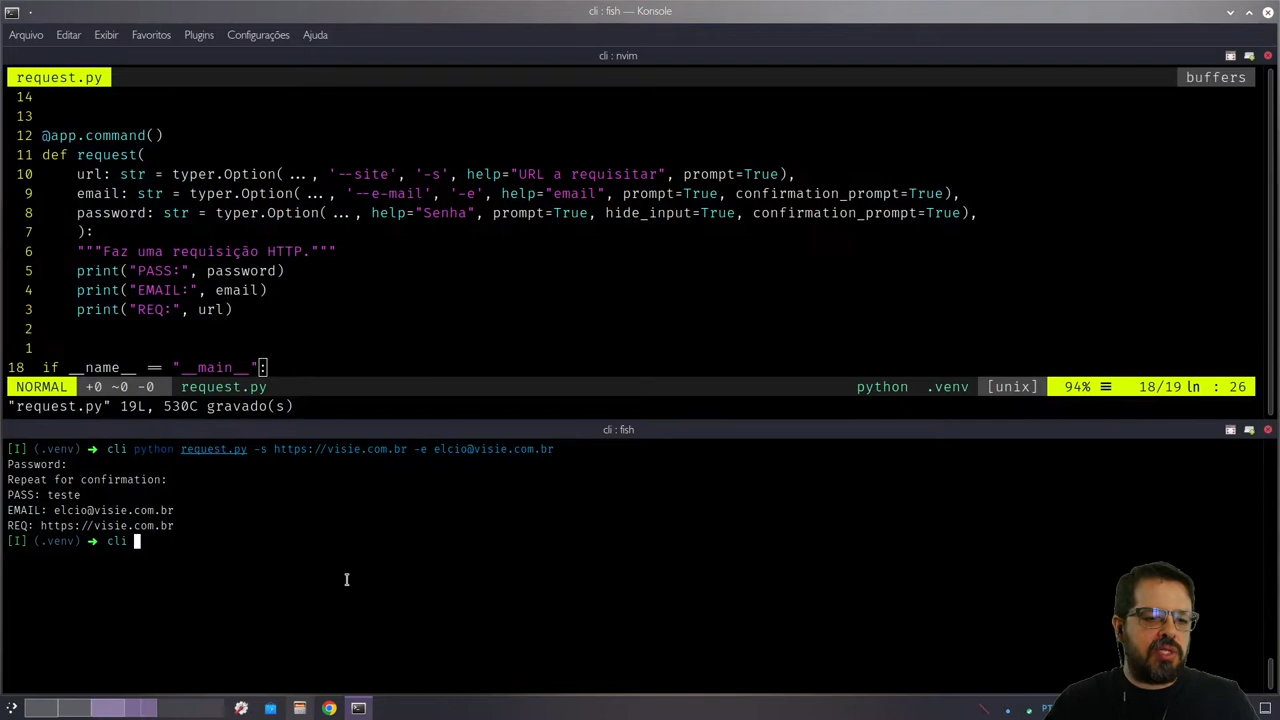 cli : fish — Konsole
Arquivo Editar Exibir Favoritos Plugins Configurações Ajuda
cli : nvim
request.py buffers
14
13
12 @app.command()
11 def request(
10 url: str = typer.Option(..., '--site', '-s', help="URL a requisitar", prompt=True),
9 email: str = typer.Option(..., '--e-mail', '-e', help="email", prompt=True, confirmation_prompt=True),
8 password: str = typer.Option(..., help="Senha", prompt=True, hide_input=True, confirmation_prompt=True),
7 ):
6 """Faz uma requisição HTTP."""
5 print("PASS:", password)
4 print("EMAIL:", email)
3 print("REQ:", url)
2
1
18 if __name__ == "__main__":
NORMAL +0 ~0 -0 request.py python .venv [unix] 94% ☰ 18/19 ln : 26
"request.py" 19L, 530C gravado(s)
cli : fish
[I] (.venv) ➜ cli python request.py -s https://visie.com.br -e elcio@visie.com.br
Password:
Repeat for confirmation:
PASS: teste
EMAIL: elcio@visie.com.br
REQ: https://visie.com.br
[I] (.venv) ➜ cli